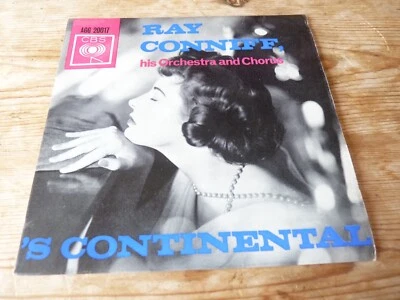 AGG 20017
CBS
RAY
CONNIFF,
his Orchestra and Chorus
'S CONTINENTAL